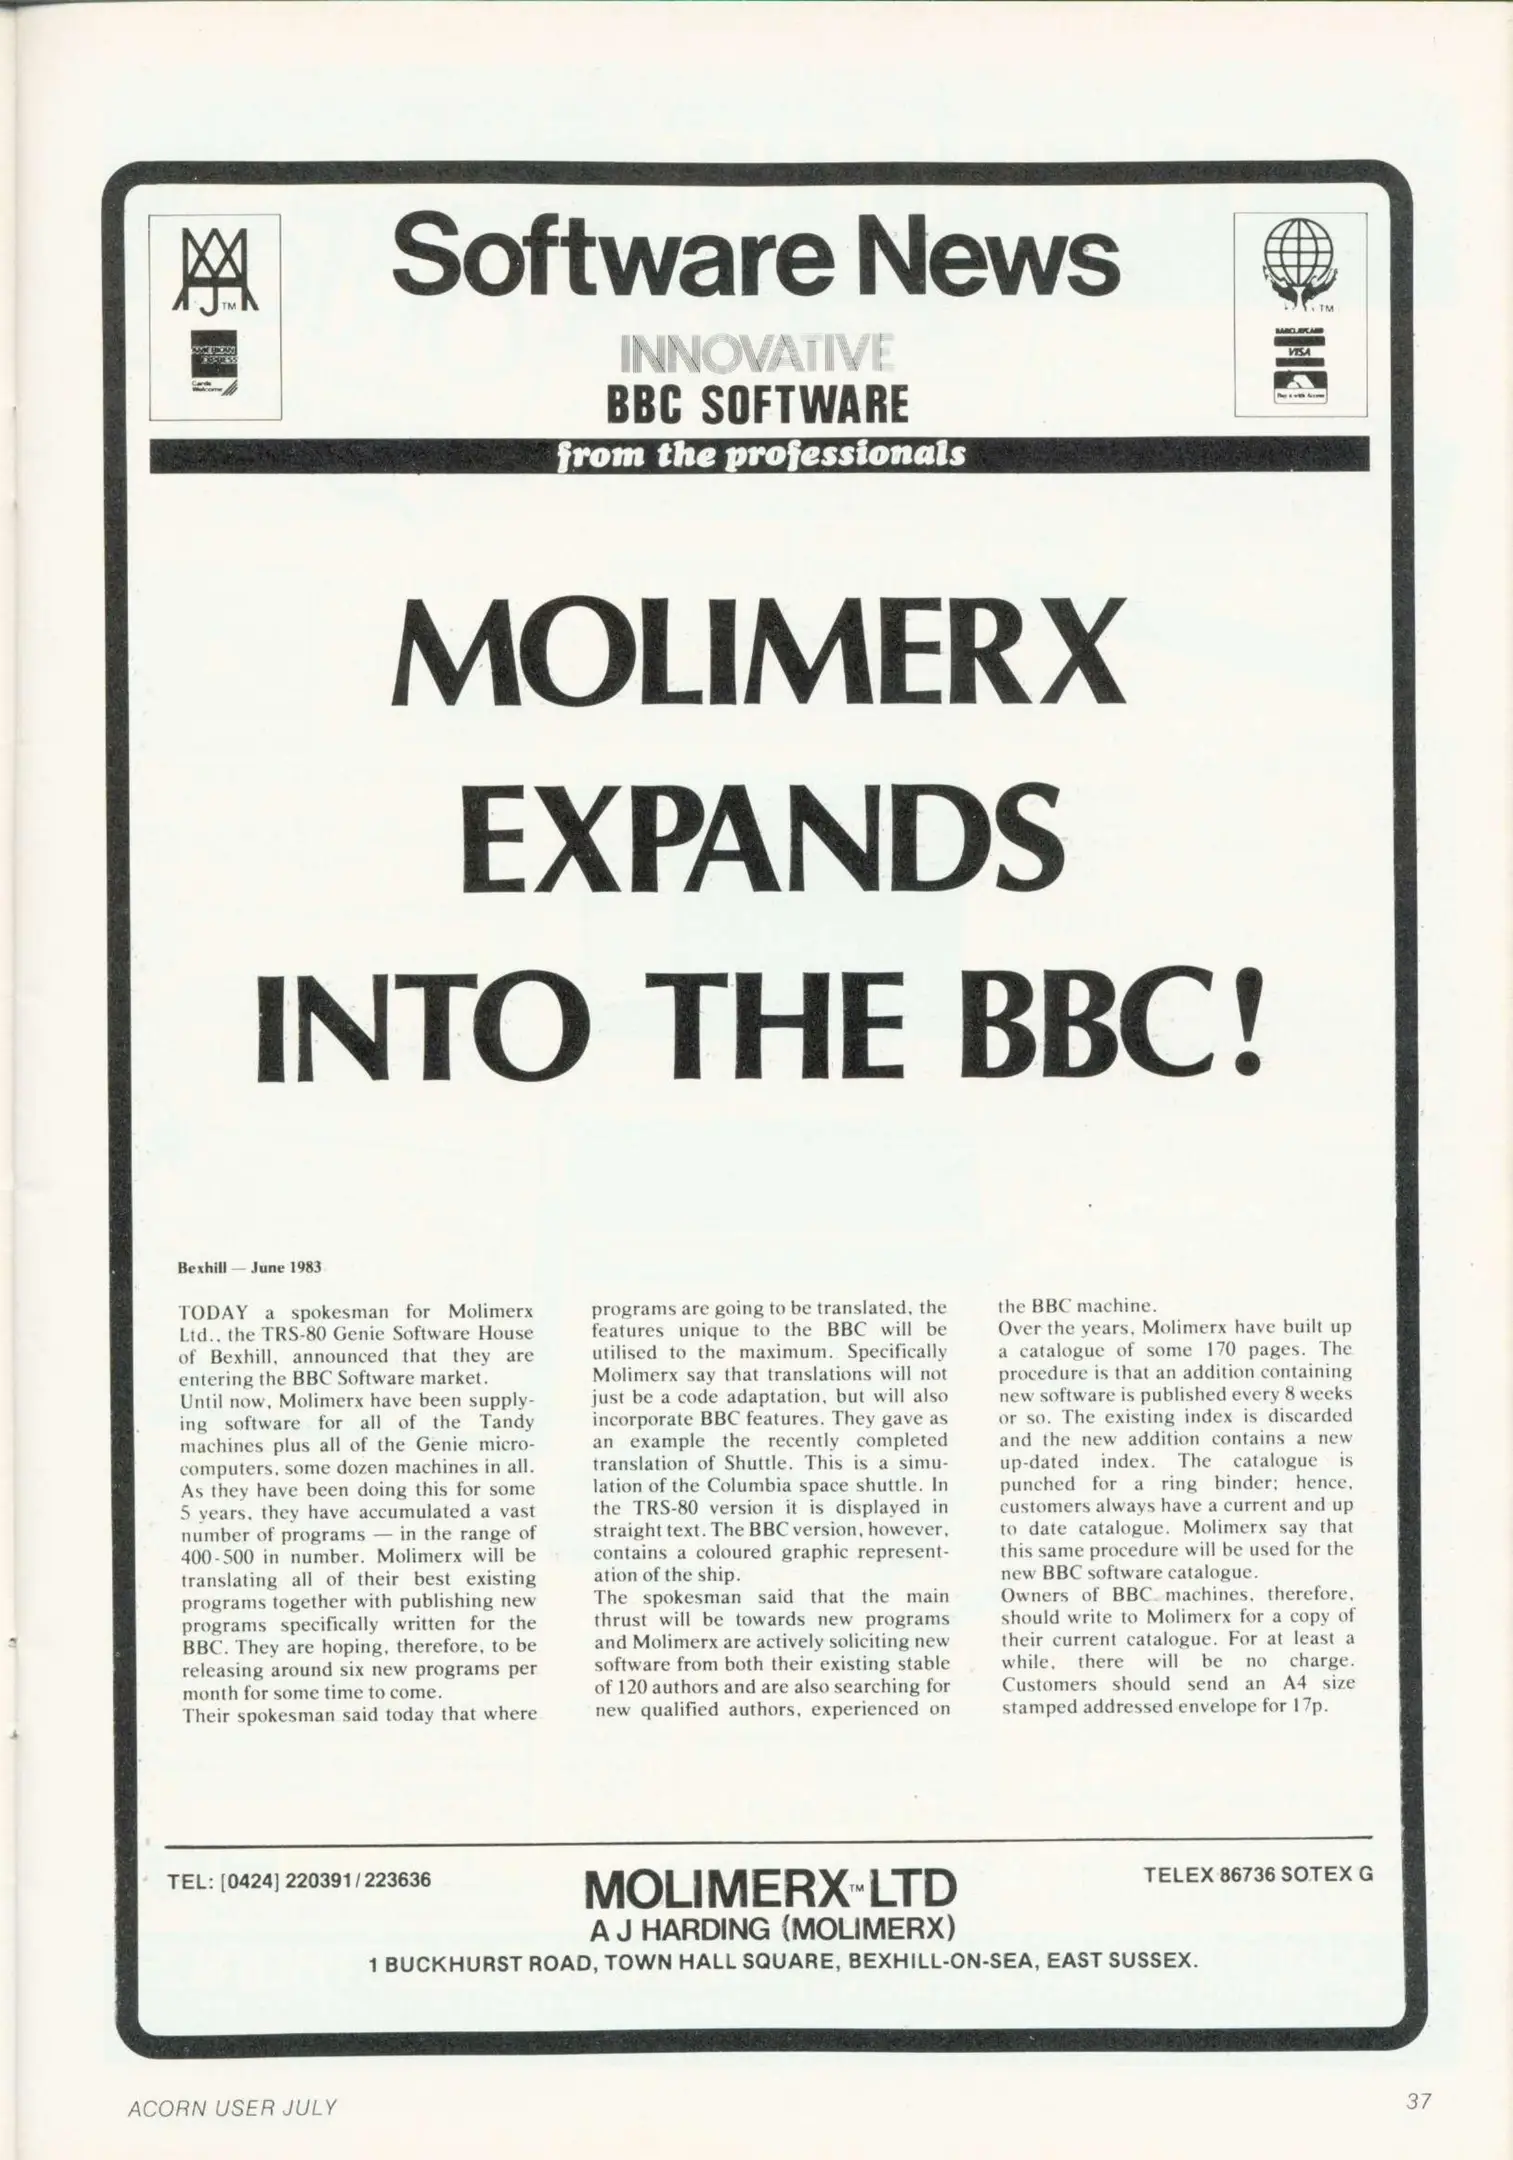 Software News
TM
AMERICAN
EXPRESS
Cards
Welcome
TM
BARCLAYCARD
VISA
INNOVATIVE
BBC SOFTWARE
from the professionals
MOLIMERX
EXPANDS
INTO THE BBC!
Bexhill — June 1983
TODAY a spokesman for Molimerx
Ltd., the TRS-80 Genie Software House
of Bexhill, announced that they are
entering the BBC Software market.
Until now, Molimerx have been supply-
ing software for all of the Tandy
machines plus all of the Genie micro-
computers, some dozen machines in all.
As they have been doing this for some
5 years, they have accumulated a vast
number of programs — in the range of
400-500 in number. Molimerx will be
translating all of their best existing
programs together with publishing new
programs specifically written for the
BBC. They are hoping, therefore, to be
releasing around six new programs per
month for some time to come.
Their spokesman said today that where
programs are going to be translated, the
features unique to the BBC will be
utilised to the maximum. Specifically
Molimerx say that translations will not
just be a code adaptation, but will also
incorporate BBC features. They gave as
an example the recently completed
translation of Shuttle. This is a simu-
lation of the Columbia space shuttle. In
the TRS-80 version it is displayed in
straight text. The BBC version, however,
contains a coloured graphic represent-
ation of the ship.
The spokesman said that the main
thrust will be towards new programs
and Molimerx are actively soliciting new
software from both their existing stable
of 120 authors and are also searching for
new qualified authors, experienced on
the BBC machine.
Over the years, Molimerx have built up
a catalogue of some 170 pages. The
procedure is that an addition containing
new software is published every 8 weeks
or so. The existing index is discarded
and the new addition contains a new
up-dated index. The catalogue is
punched for a ring binder; hence,
customers always have a current and up
to date catalogue. Molimerx say that
this same procedure will be used for the
new BBC software catalogue.
Owners of BBC machines, therefore,
should write to Molimerx for a copy of
their current catalogue. For at least a
while, there will be no charge.
Customers should send an A4 size
stamped addressed envelope for 17p.
TEL: [0424] 220391/223636
MOLIMERX™ LTD
TELEX 86736 SOTEX G
A J HARDING (MOLIMERX)
1 BUCKHURST ROAD, TOWN HALL SQUARE, BEXHILL-ON-SEA, EAST SUSSEX.
ACORN USER JULY
37